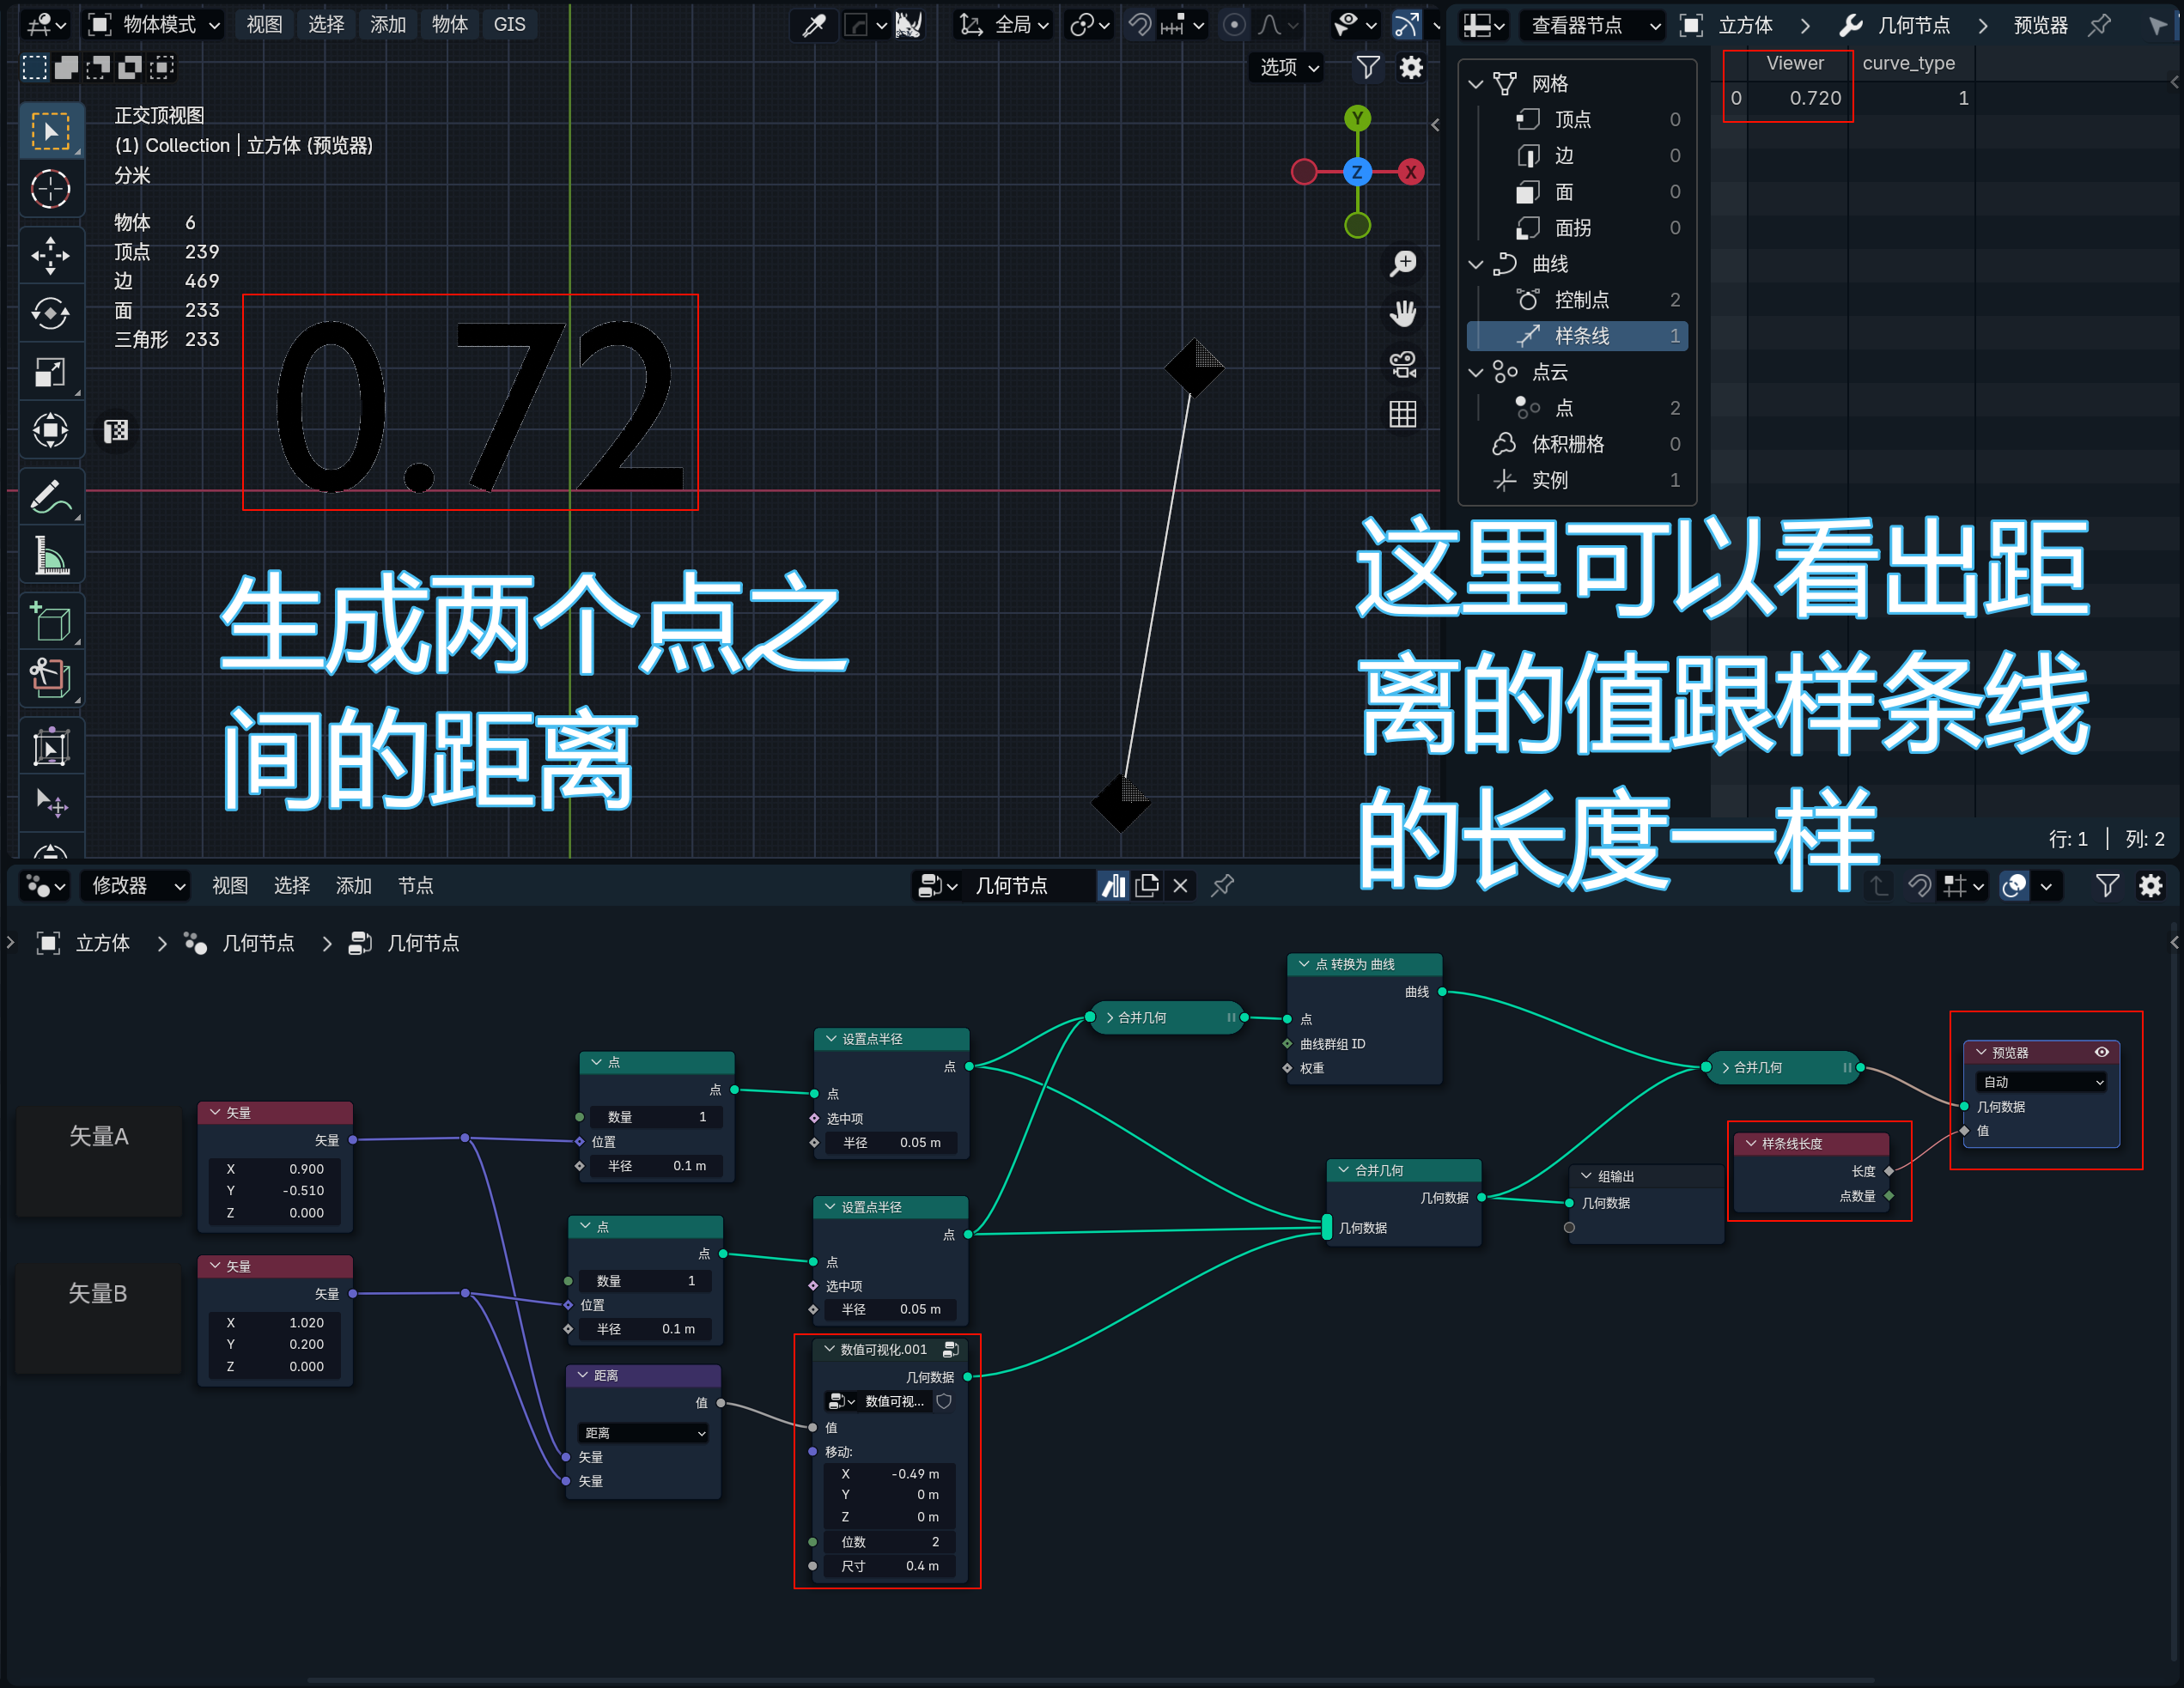 物体模式 视图 选择 添加 物体 GIS 全局
选项
正交顶视图
(1) Collection | 立方体 (预览器)
分米
物体 6
顶点 239
边 469
面 233
三角形 233
Y
Z
X
0.72
生成两个点之
间的距离
查看器节点 立方体 几何节点 预览器
网格
顶点 0
边 0
面 0
面拐 0
曲线
控制点 2
样条线 1
点云
点 2
体积栅格 0
实例 1
Viewer curve_type
0 0.720 1
这里可以看出距
离的值跟样条线
的长度一样
行: 1 | 列: 2
修改器 视图 选择 添加 节点 几何节点
立方体 几何节点 几何节点
矢量A
矢量B
矢量
矢量
X 0.900
Y -0.510
Z 0.000
矢量
矢量
X 1.020
Y 0.200
Z 0.000
点
点
数量 1
位置
半径 0.1 m
点
点
数量 1
位置
半径 0.1 m
距离
值
距离
矢量
矢量
设置点半径
点
点
选中项
半径 0.05 m
设置点半径
点
点
选中项
半径 0.05 m
数值可视化.001
几何数据
数值可视...
值
移动:
X -0.49 m
Y 0 m
Z 0 m
位数 2
尺寸 0.4 m
合并几何
点 转换为 曲线
曲线
点
曲线群组 ID
权重
合并几何
几何数据
几何数据
组输出
几何数据
合并几何
样条线长度
长度
点数量
预览器
自动
几何数据
值